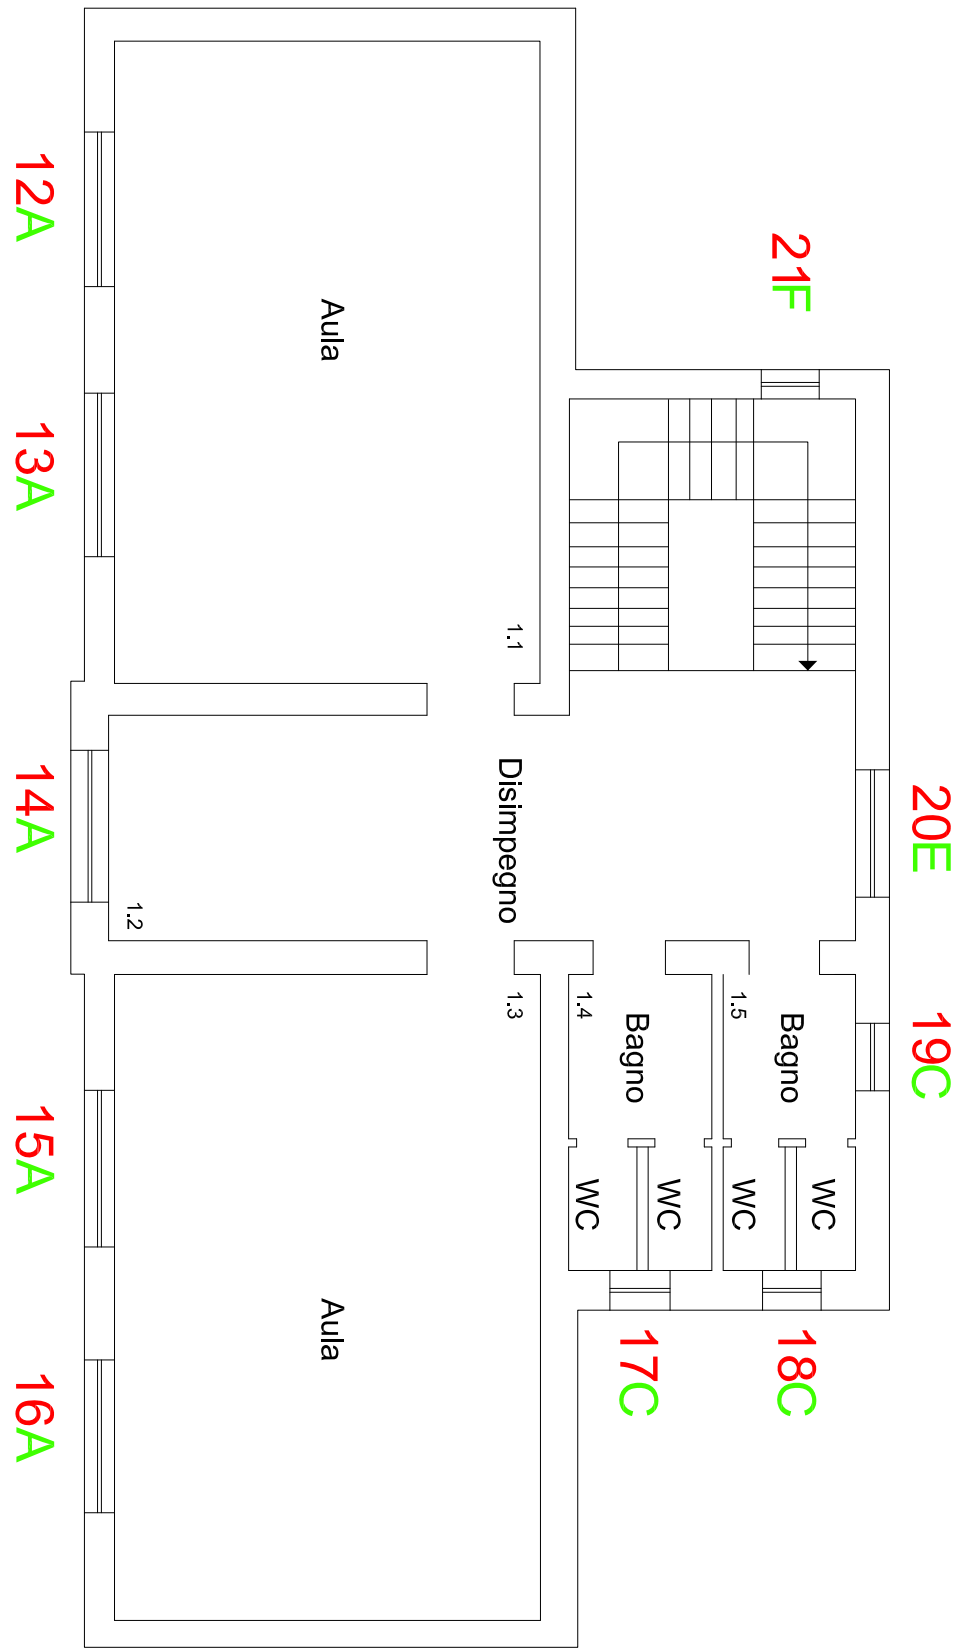 12A
13A
14A
15A
16A
Aula
1.1
Disimpegno
1.2
1.3
Aula
21F
20E
19C
1.4
Bagno
1.5
Bagno
WC
WC
WC
WC
17C
18C